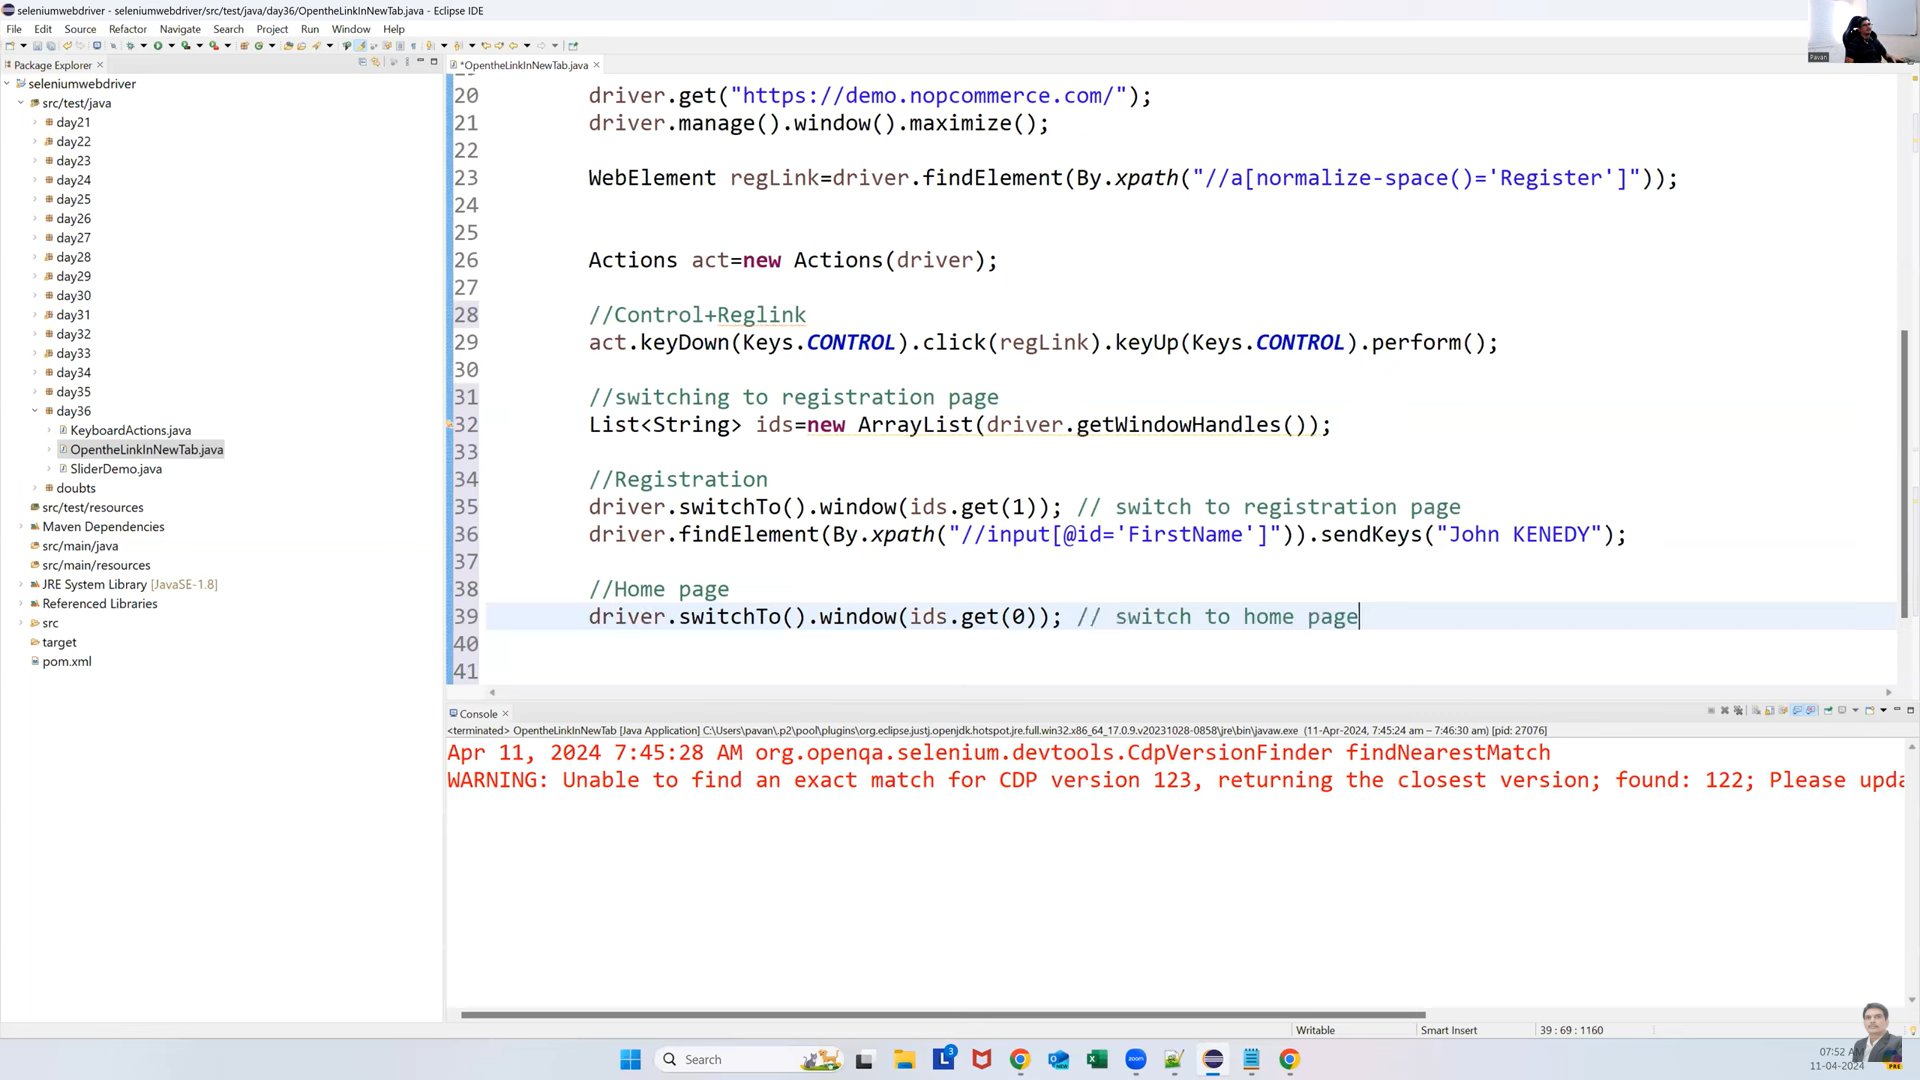 seleniumwebdriver - seleniumwebdriver/src/test/java/day36/OpentheLinkInNewTab.java - Eclipse IDE
File Edit Source Refactor Navigate Search Project Run Window Help
Pavan
Package Explorer
*OpentheLinkInNewTab.java
seleniumwebdriver
src/test/java
day21
day22
day23
day24
day25
day26
day27
day28
day29
day30
day31
day32
day33
day34
day35
day36
KeyboardActions.java
OpentheLinkInNewTab.java
SliderDemo.java
doubts
src/test/resources
Maven Dependencies
src/main/java
src/main/resources
JRE System Library [JavaSE-1.8]
Referenced Libraries
src
target
pom.xml
20 driver.get("https://demo.nopcommerce.com/");
21 driver.manage().window().maximize();
22
23 WebElement regLink=driver.findElement(By.xpath("//a[normalize-space()='Register']"));
24
25
26 Actions act=new Actions(driver);
27
28 //Control+Reglink
29 act.keyDown(Keys.CONTROL).click(regLink).keyUp(Keys.CONTROL).perform();
30
31 //switching to registration page
32 List<String> ids=new ArrayList(driver.getWindowHandles());
33
34 //Registration
35 driver.switchTo().window(ids.get(1)); // switch to registration page
36 driver.findElement(By.xpath("//input[@id='FirstName']")).sendKeys("John KENEDY");
37
38 //Home page
39 driver.switchTo().window(ids.get(0)); // switch to home page
40
41
Console
<terminated> OpentheLinkInNewTab [Java Application] C:\Users\pavan\.p2\pool\plugins\org.eclipse.justj.openjdk.hotspot.jre.full.win32.x86_64_17.0.9.v20231028-0858\jre\bin\javaw.exe (11-Apr-2024, 7:45:24 am – 7:46:30 am) [pid: 27076]
Apr 11, 2024 7:45:28 AM org.openqa.selenium.devtools.CdpVersionFinder findNearestMatch
WARNING: Unable to find an exact match for CDP version 123, returning the closest version; found: 122; Please upda
Writable Smart Insert 39 : 69 : 1160
Search
3
zoom
07:52
11-04-2024
PRE